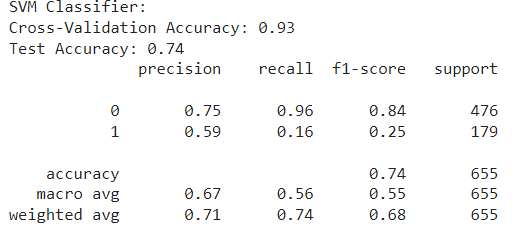 SVM Classifier:
Cross-Validation Accuracy: 0.93
Test Accuracy: 0.74
precision recall f1-score support
0 0.75 0.96 0.84 476
1 0.59 0.16 0.25 179
accuracy 0.74 655
macro avg 0.67 0.56 0.55 655
weighted avg 0.71 0.74 0.68 655